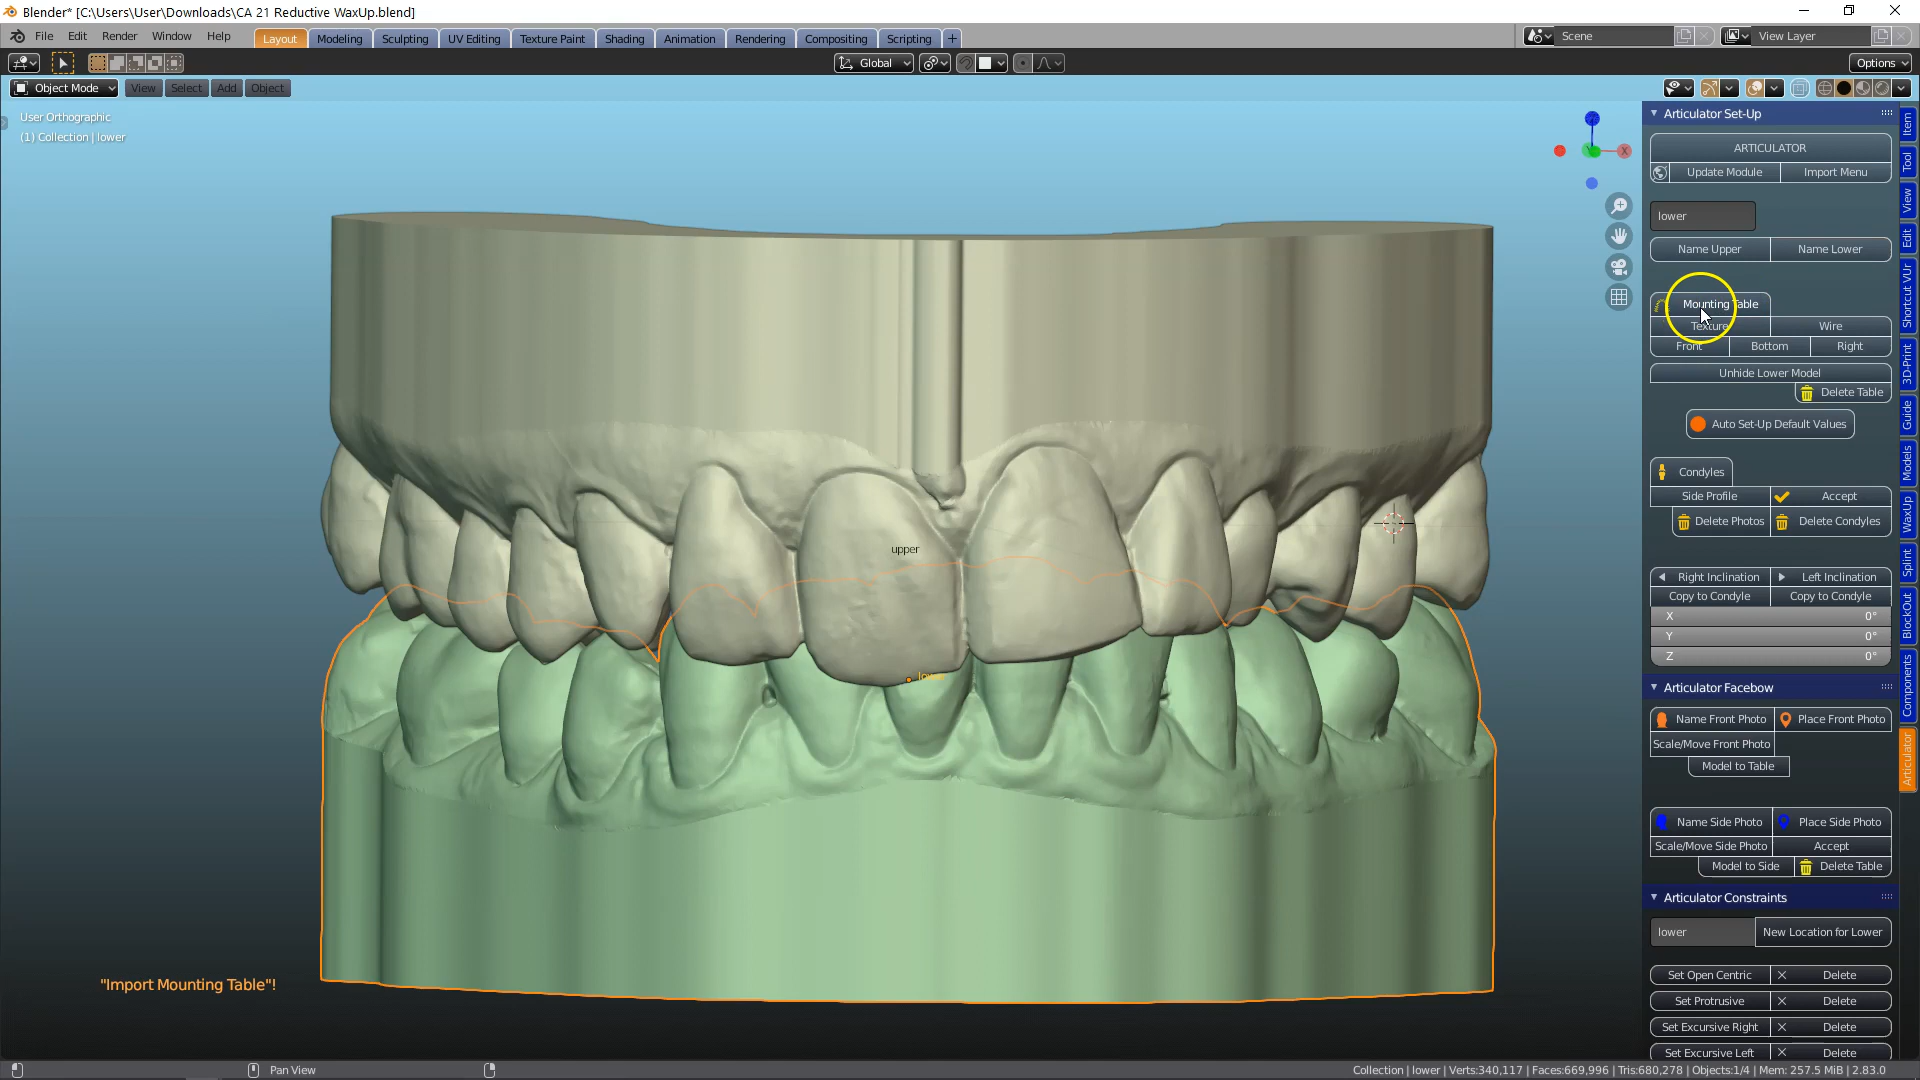 Blender* [C:\Users\User\Downloads\CA 21 Reductive WaxUp.blend]
File Edit Render Window Help Layout Modeling Sculpting UV Editing Texture Paint Shading Animation Rendering Compositing Scripting + Scene View Layer
Global Options
Object Mode View Select Add Object
User Orthographic
(1) Collection | lower
X
upper
lower
"Import Mounting Table"!
Articulator Set-Up
ARTICULATOR
Update Module Import Menu
lower
Name Upper Name Lower
Mounting Table
Texture Wire
Front Bottom Right
Unhide Lower Model
Delete Table
Auto Set-Up Default Values
Condyles
Side Profile Accept
Delete Photos Delete Condyles
Right Inclination Left Inclination
Copy to Condyle Copy to Condyle
X 0°
Y 0°
Z 0°
Articulator Facebow
Name Front Photo Place Front Photo
Scale/Move Front Photo
Model to Table
Name Side Photo Place Side Photo
Scale/Move Side Photo Accept
Model to Side Delete Table
Articulator Constraints
lower New Location for Lower
Set Open Centric Delete
Set Protrusive Delete
Set Excursive Right Delete
Set Excursive Left Delete
Item
Tool
View
Edit
Shortcut VUr
3D-Print
Guide
Models
WaxUp
Splint
BlockOut
Components
Articulator
Pan View
Collection | lower | Verts:340,117 | Faces:669,996 | Tris:680,278 | Objects:1/4 | Mem: 257.5 MiB | 2.83.0